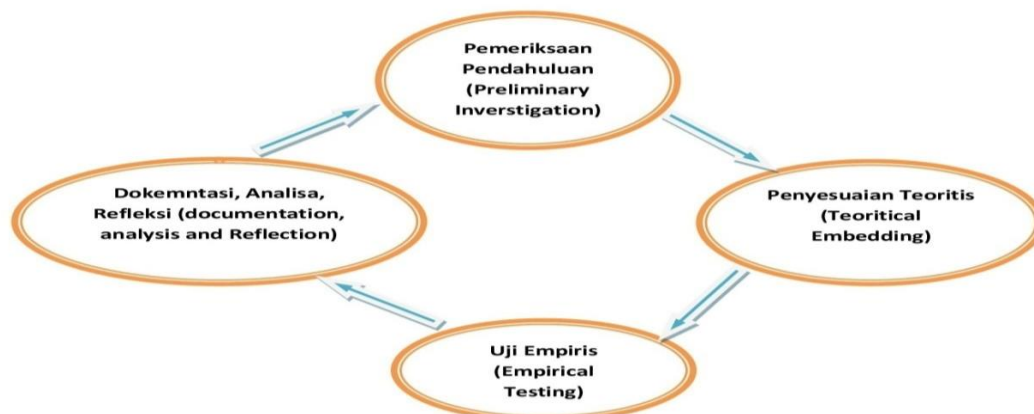 Pemeriksaan
Pendahuluan
(Preliminary
Inverstigation)
Dokemntasi, Analisa,
Refleksi (documentation,
analysis and Reflection)
Penyesuaian Teoritis
(Teoritical
Embedding)
Uji Empiris
(Empirical
Testing)